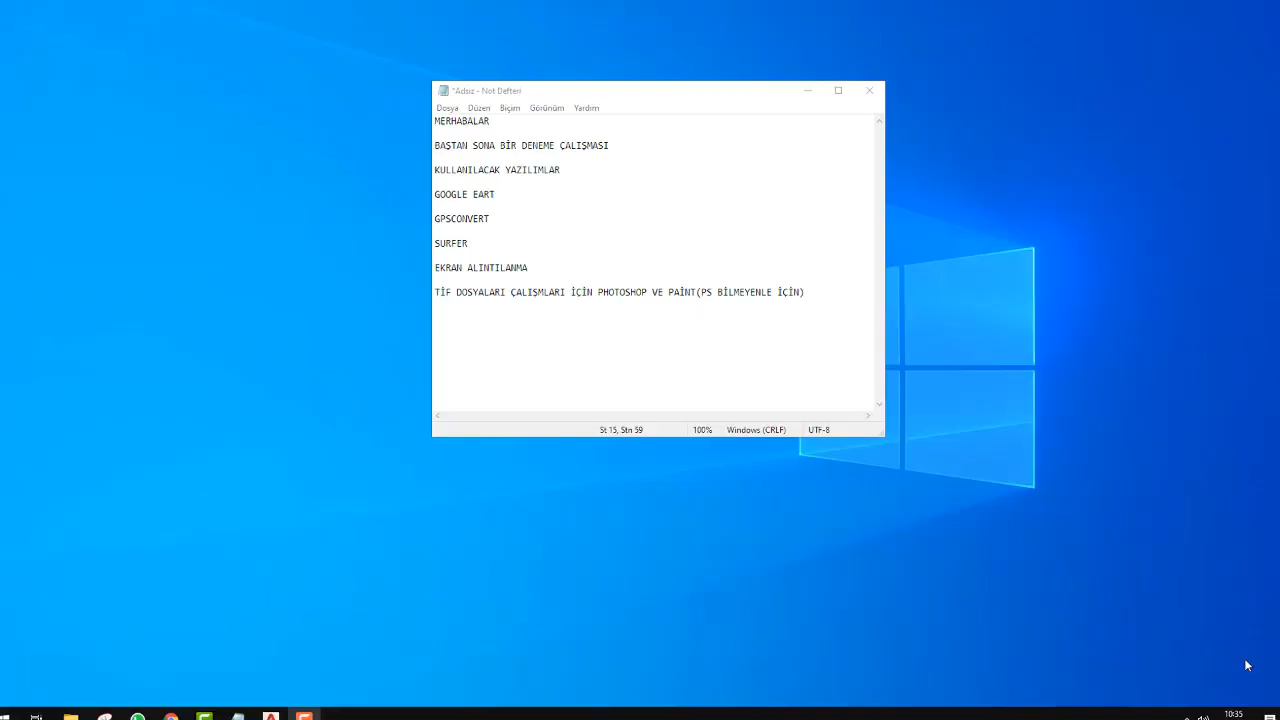 *Adsız - Not Defteri
Dosya Düzen Biçim Görünüm Yardım
MERHABALAR
BAŞTAN SONA BİR DENEME ÇALIŞMASI
KULLANILACAK YAZILIMLAR
GOOGLE EART
GPSCONVERT
SURFER
EKRAN ALINTILANMA
TİF DOSYALARI ÇALIŞMLARI İÇİN PHOTOSHOP VE PAİNT(PS BİLMEYENLE İÇİN)
St 15, Stn 59 100% Windows (CRLF) UTF-8
10:35